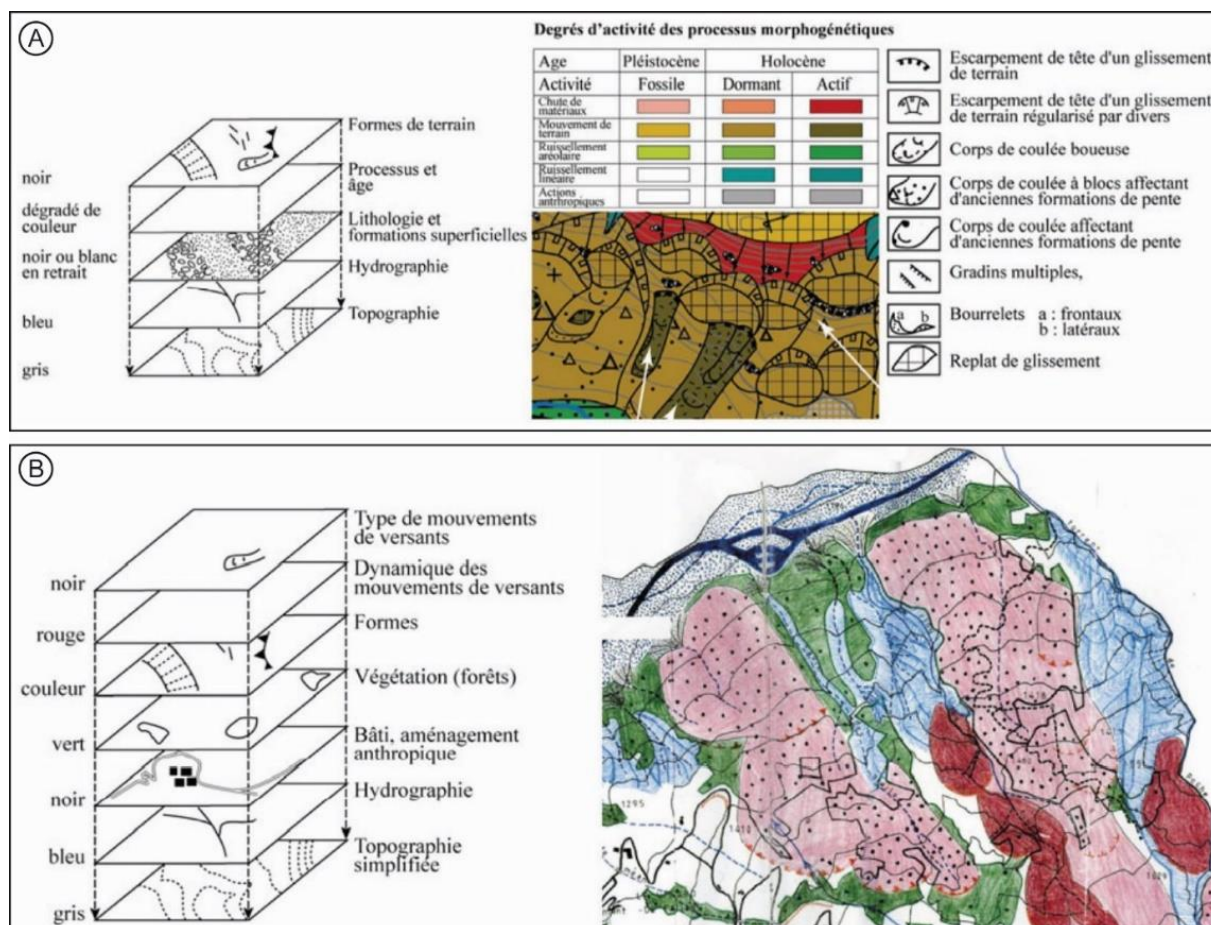 A
Formes de terrain
Processus et
âge
Lithologie et
formations superficielles
Hydrographie
Topographie
noir
dégradé de
couleur
noir ou blanc
en retrait
bleu
gris
Degrés d'activité des processus morphogénétiques
Age Pléistocène Holocène
Activité Fossile Dormant Actif
Chute de
matériaux
Mouvement de
terrain
Ruissellement
aréolaire
Ruissellement
linéaire
Actions
anthropiques
Escarpement de tête d'un glissement
de terrain
Escarpement de tête d'un glissement
de terrain régularisé par divers
Corps de coulée boueuse
Corps de coulée à blocs affectant
d'anciennes formations de pente
Corps de coulée affectant
d'anciennes formations de pente
Gradins multiples,
a b
Bourrelets a : frontaux
b : latéraux
Replat de glissement
B
Type de mouvements
de versants
Dynamique des
mouvements de versants
Formes
Végétation (forêts)
Bâti, aménagement
anthropique
Hydrographie
Topographie
simplifiée
noir
rouge
couleur
vert
noir
bleu
gris
1295